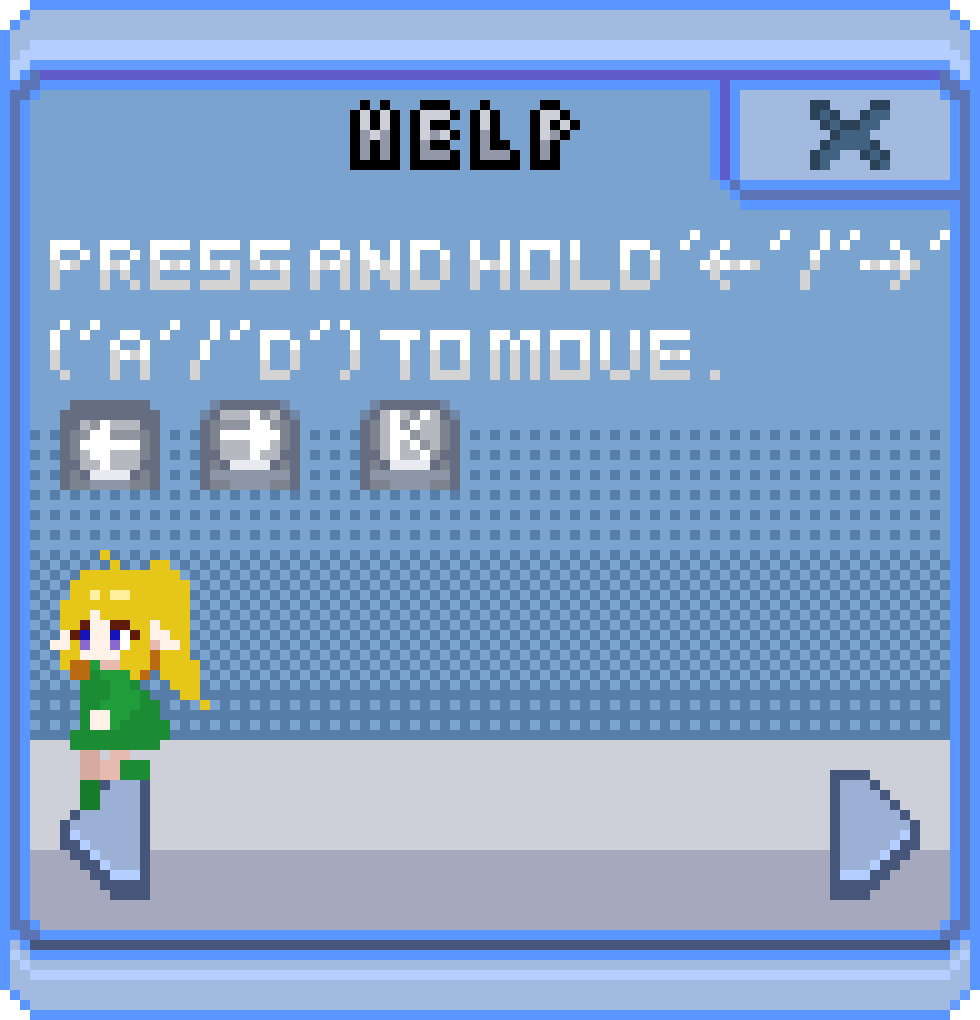 HELP
PRESS AND HOLD '←'/'→'
('A'/'D') TO MOVE.
← → K